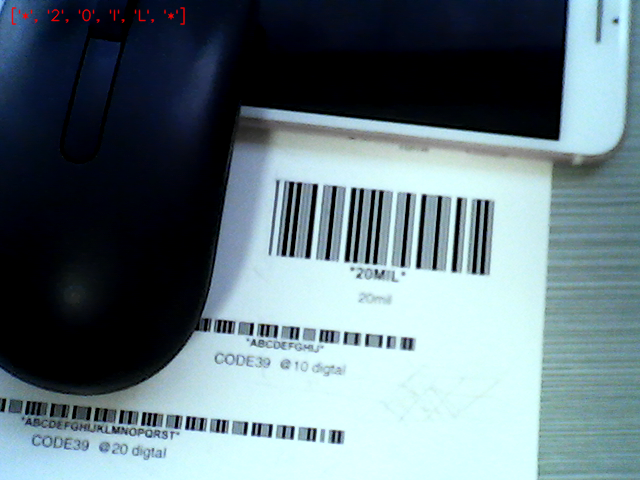 ['*', '2', '0', 'I', 'L', '*']
*20MIL*
20mil
*ABCDEFGHIJ*
CODE39 @10 digtal
*ABCDEFGHIJKLMNOPQRST*
CODE39 @20 digtal